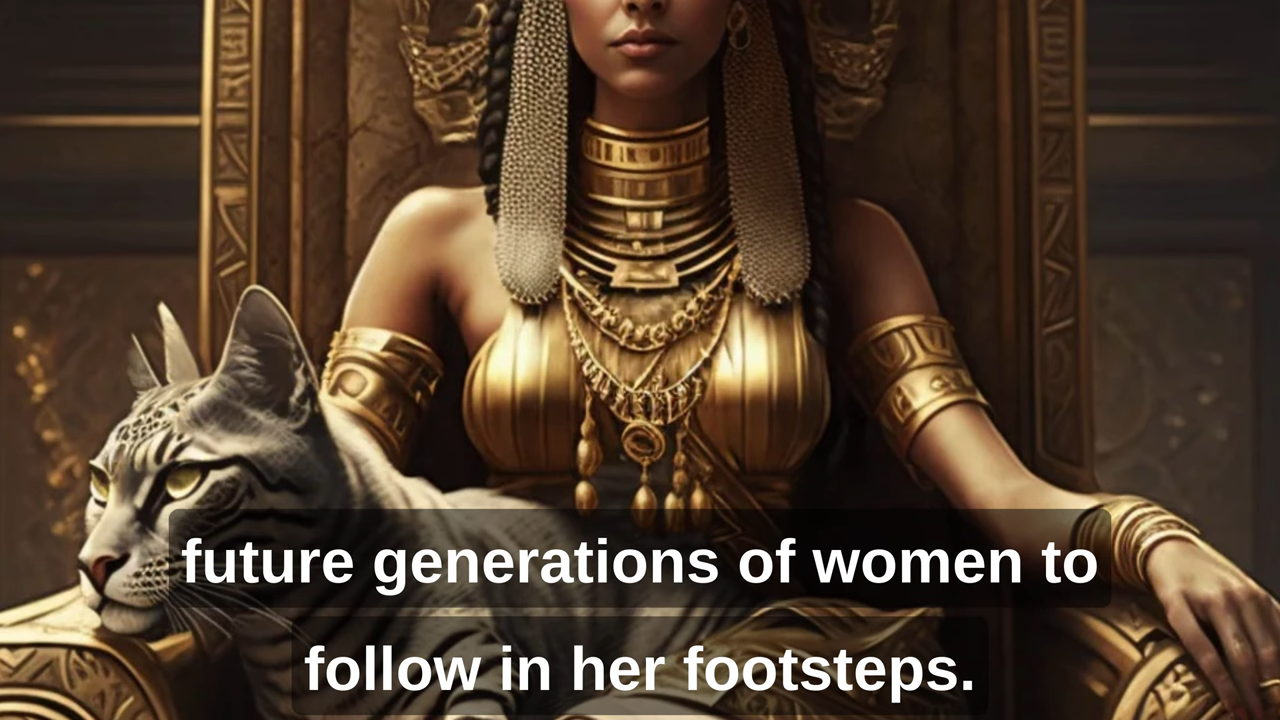 future generations of women to
follow in her footsteps.